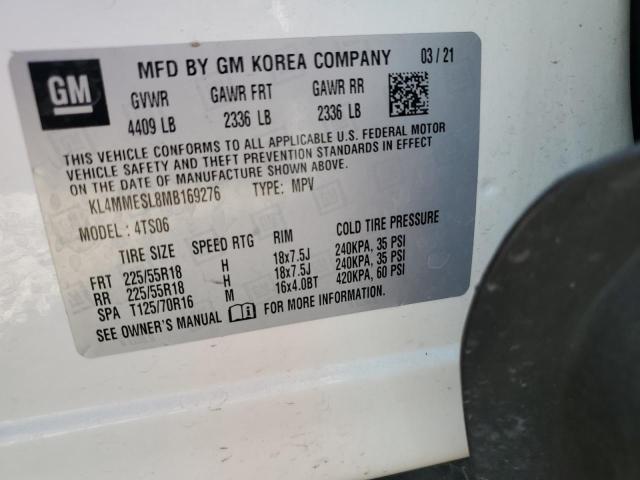 GM
MFD BY GM KOREA COMPANY 03/21
GVWR GAWR FRT GAWR RR
4409 LB 2336 LB 2336 LB
THIS VEHICLE CONFORMS TO ALL APPLICABLE U.S. FEDERAL MOTOR
VEHICLE SAFETY AND THEFT PREVENTION STANDARDS IN EFFECT
ON THE DATE OF MANUFACTURE SHOWN ABOVE.
KL4MMESL8MB169276 TYPE: MPV
MODEL: 4TS06
TIRE SIZE SPEED RTG RIM COLD TIRE PRESSURE
FRT 225/55R18 H 18x7.5J 240KPA, 35 PSI
RR 225/55R18 H 18x7.5J 240KPA, 35 PSI
SPA T125/70R16 M 16x4.0BT 420KPA, 60 PSI
SEE OWNER'S MANUAL FOR MORE INFORMATION.